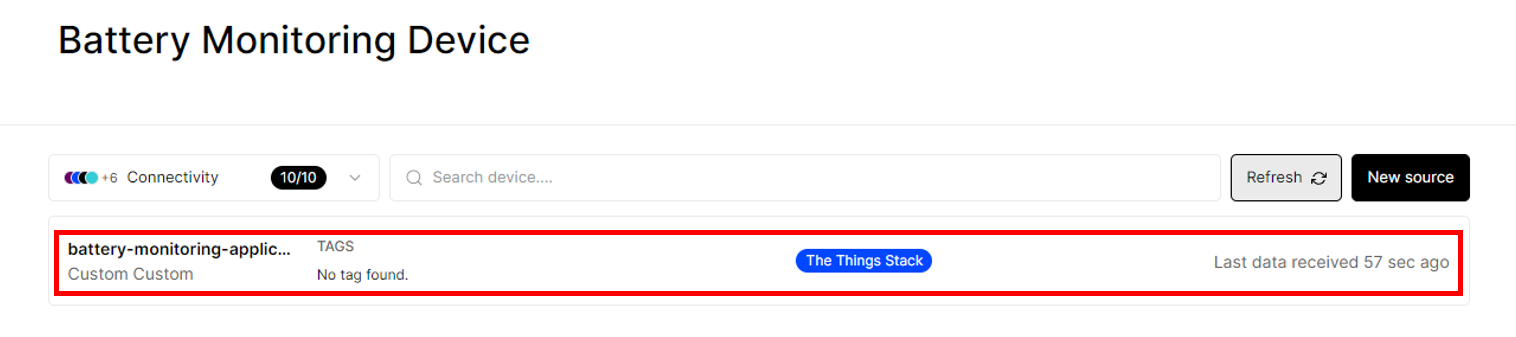 Battery Monitoring Device
+6 Connectivity 10/10
Search device....
Refresh
New source
battery-monitoring-applic...
Custom Custom
TAGS
No tag found.
The Things Stack
Last data received 57 sec ago